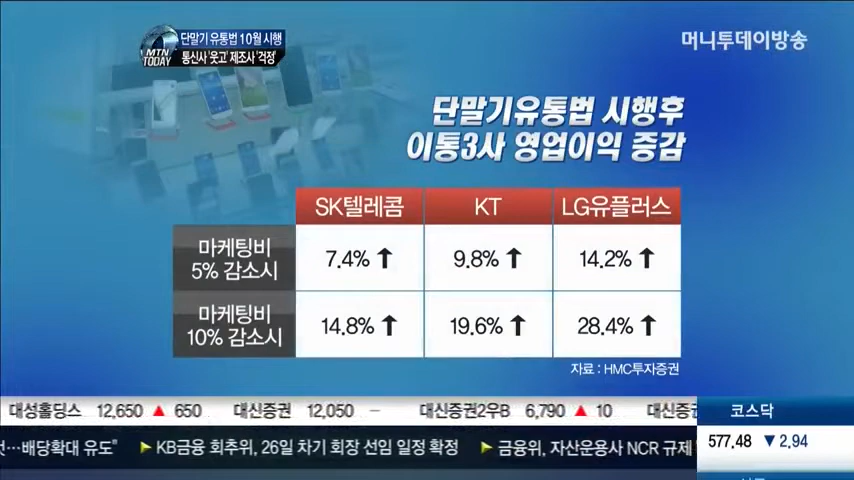 단말기 유통법 10월 시행
통신사 '웃고' 제조사 '걱정'
MTN
TODAY
머니투데이방송
단말기유통법 시행후
이통3사 영업이익 증감
SK텔레콤 KT LG유플러스
마케팅비
5% 감소시 7.4% ↑ 9.8% ↑ 14.2% ↑
마케팅비
10% 감소시 14.8% ↑ 19.6% ↑ 28.4% ↑
자료 : HMC투자증권
대성홀딩스 12,650 ▲ 650 대신증권 12,050 – 대신증권2우B 6,790 ▲ 10 대신증권
코스닥
577.48 ▼2.94
…배당확대 유도" ▶KB금융 회추위, 26일 차기 회장 선임 일정 확정 ▶금융위, 자산운용사 NCR 규제